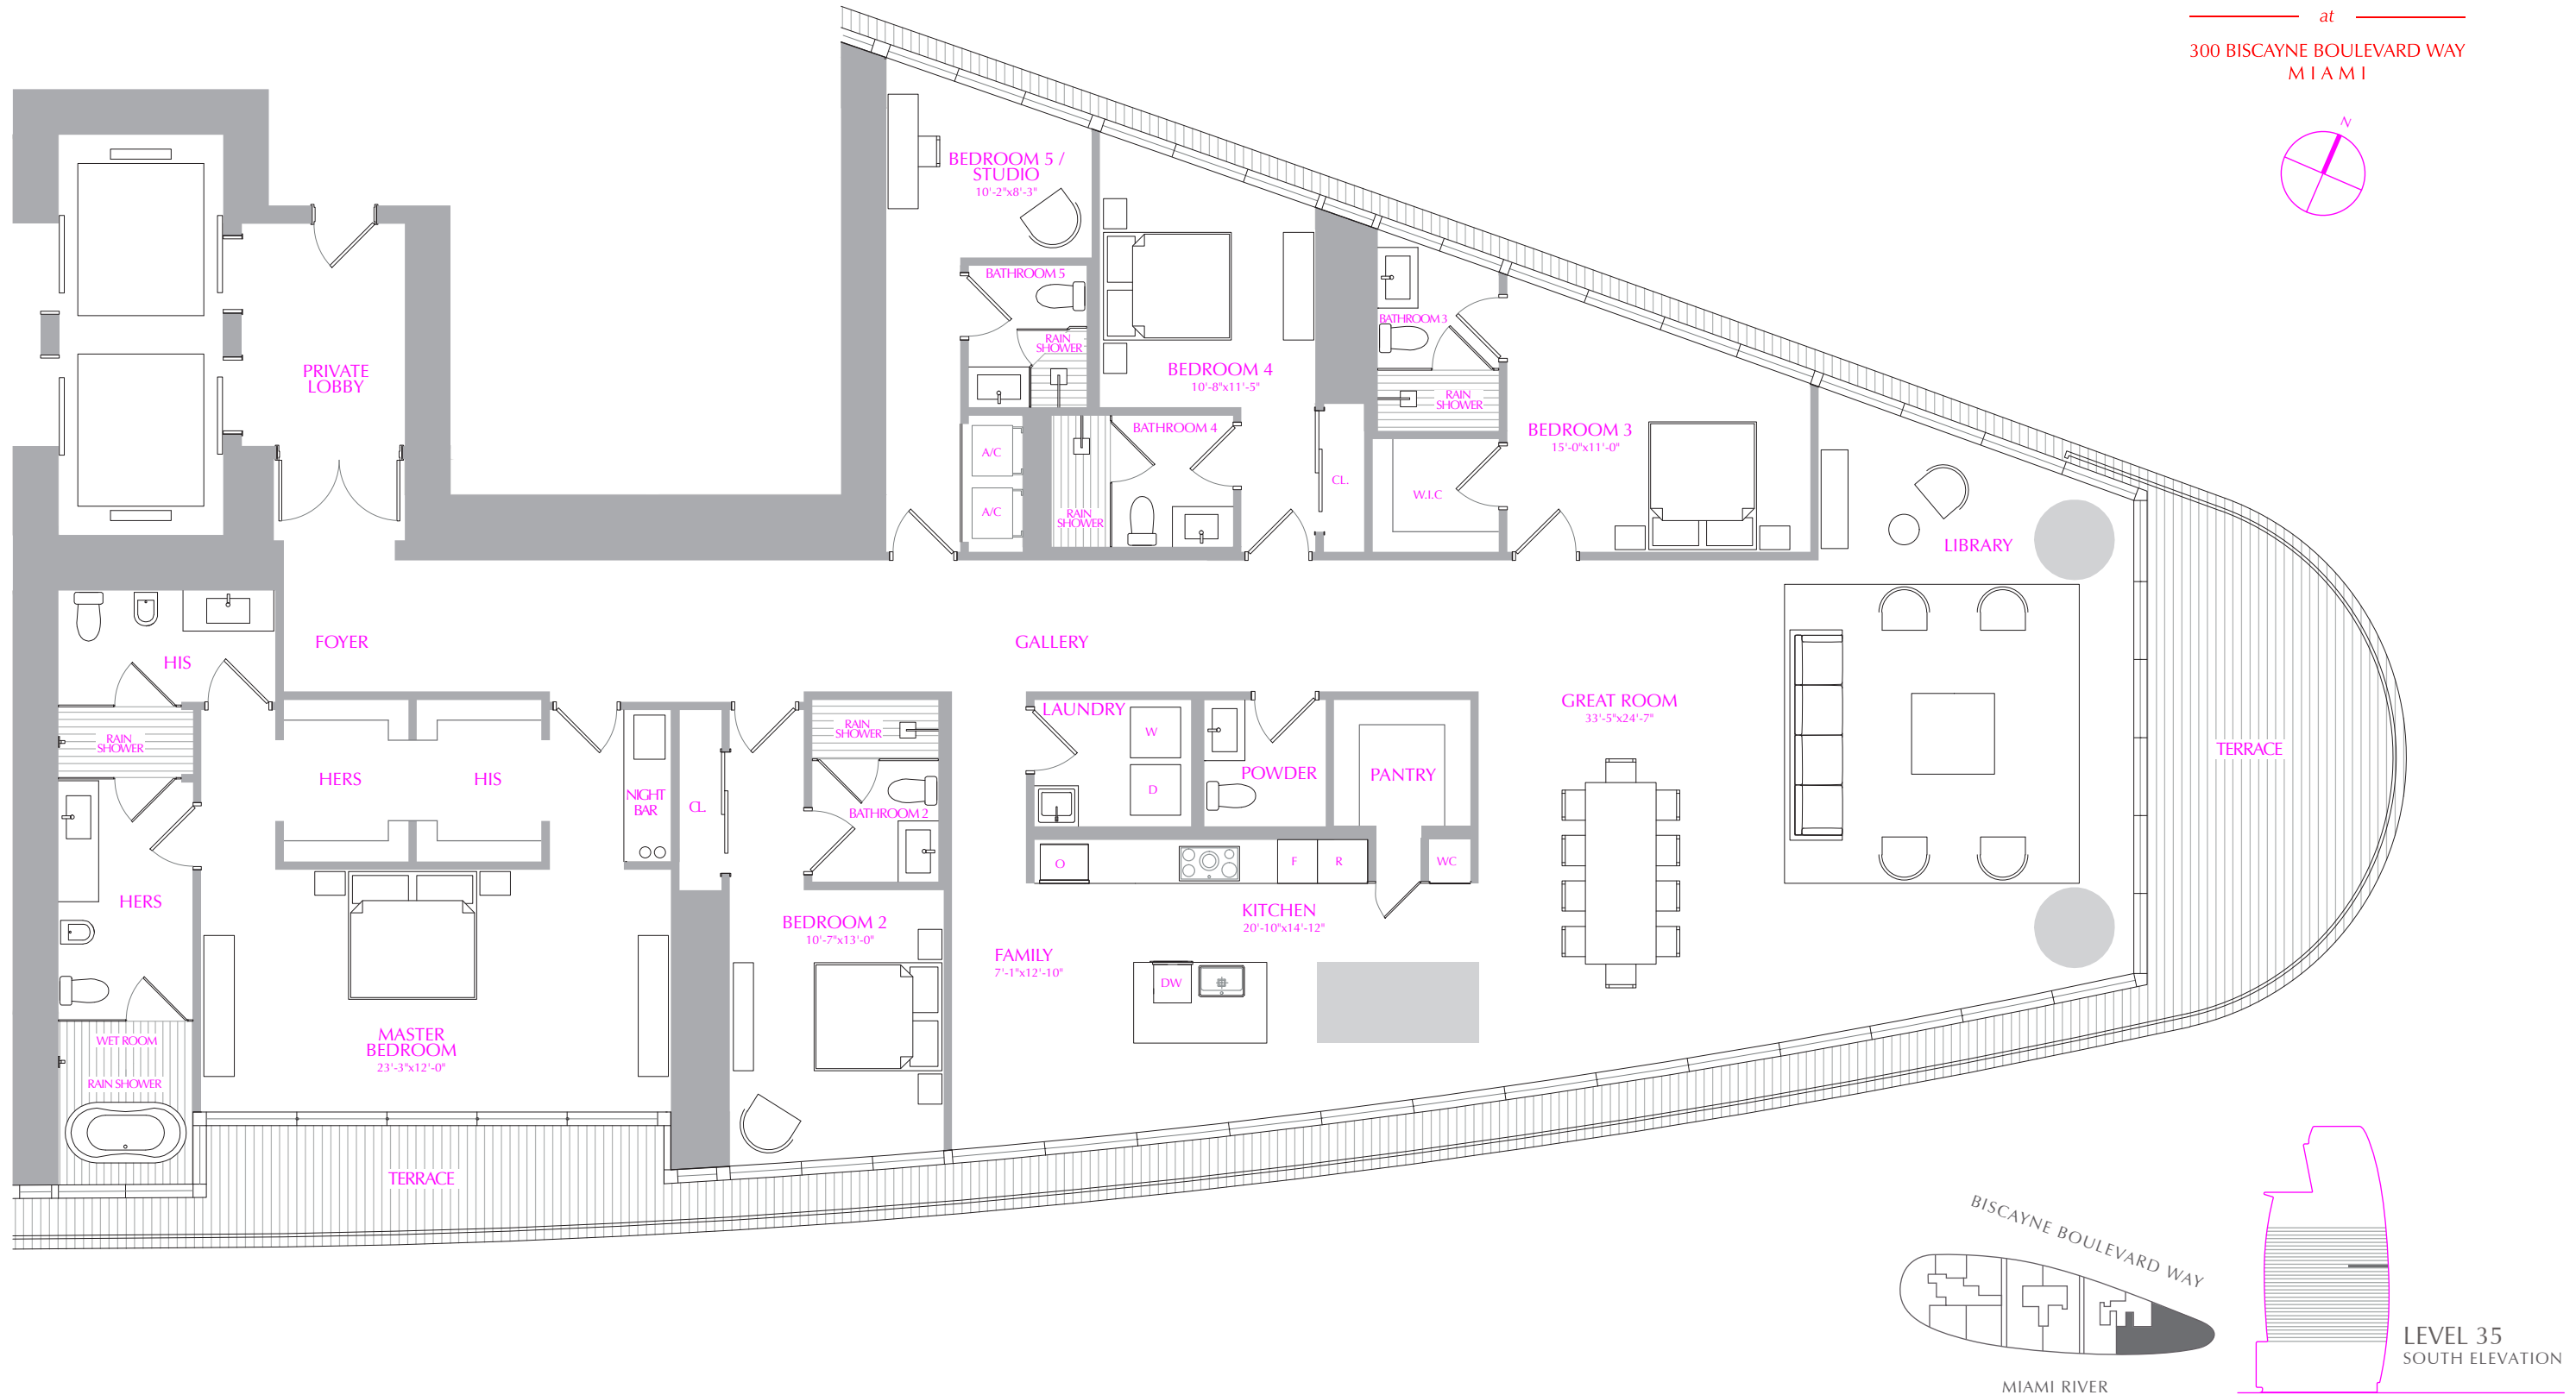 at
300 BISCAYNE BOULEVARD WAY
MIAMI
N
BEDROOM 5 /
STUDIO
10'-2"x8'-3"
BATHROOM 5
RAIN
SHOWER
BEDROOM 4
10'-8"x11'-5"
BATHROOM 3
RAIN
SHOWER
PRIVATE
LOBBY
A/C
A/C
BATHROOM 4
RAIN
SHOWER
CL.
W.I.C
BEDROOM 3
15'-0"x11'-0"
LIBRARY
HIS
FOYER
GALLERY
GREAT ROOM
33'-5"x24'-7"
TERRACE
RAIN
SHOWER
HERS
HIS
NIGHT
BAR
CL.
RAIN
SHOWER
BATHROOM 2
LAUNDRY
W
D
POWDER
PANTRY
O
F
R
WC
HERS
BEDROOM 2
10'-7"x13'-0"
KITCHEN
20'-10"x14'-12"
FAMILY
7'-1"x12'-10"
DW
MASTER
BEDROOM
23'-3"x12'-0"
WET ROOM
RAIN SHOWER
TERRACE
BISCAYNE BOULEVARD WAY
MIAMI RIVER
LEVEL 35
SOUTH ELEVATION